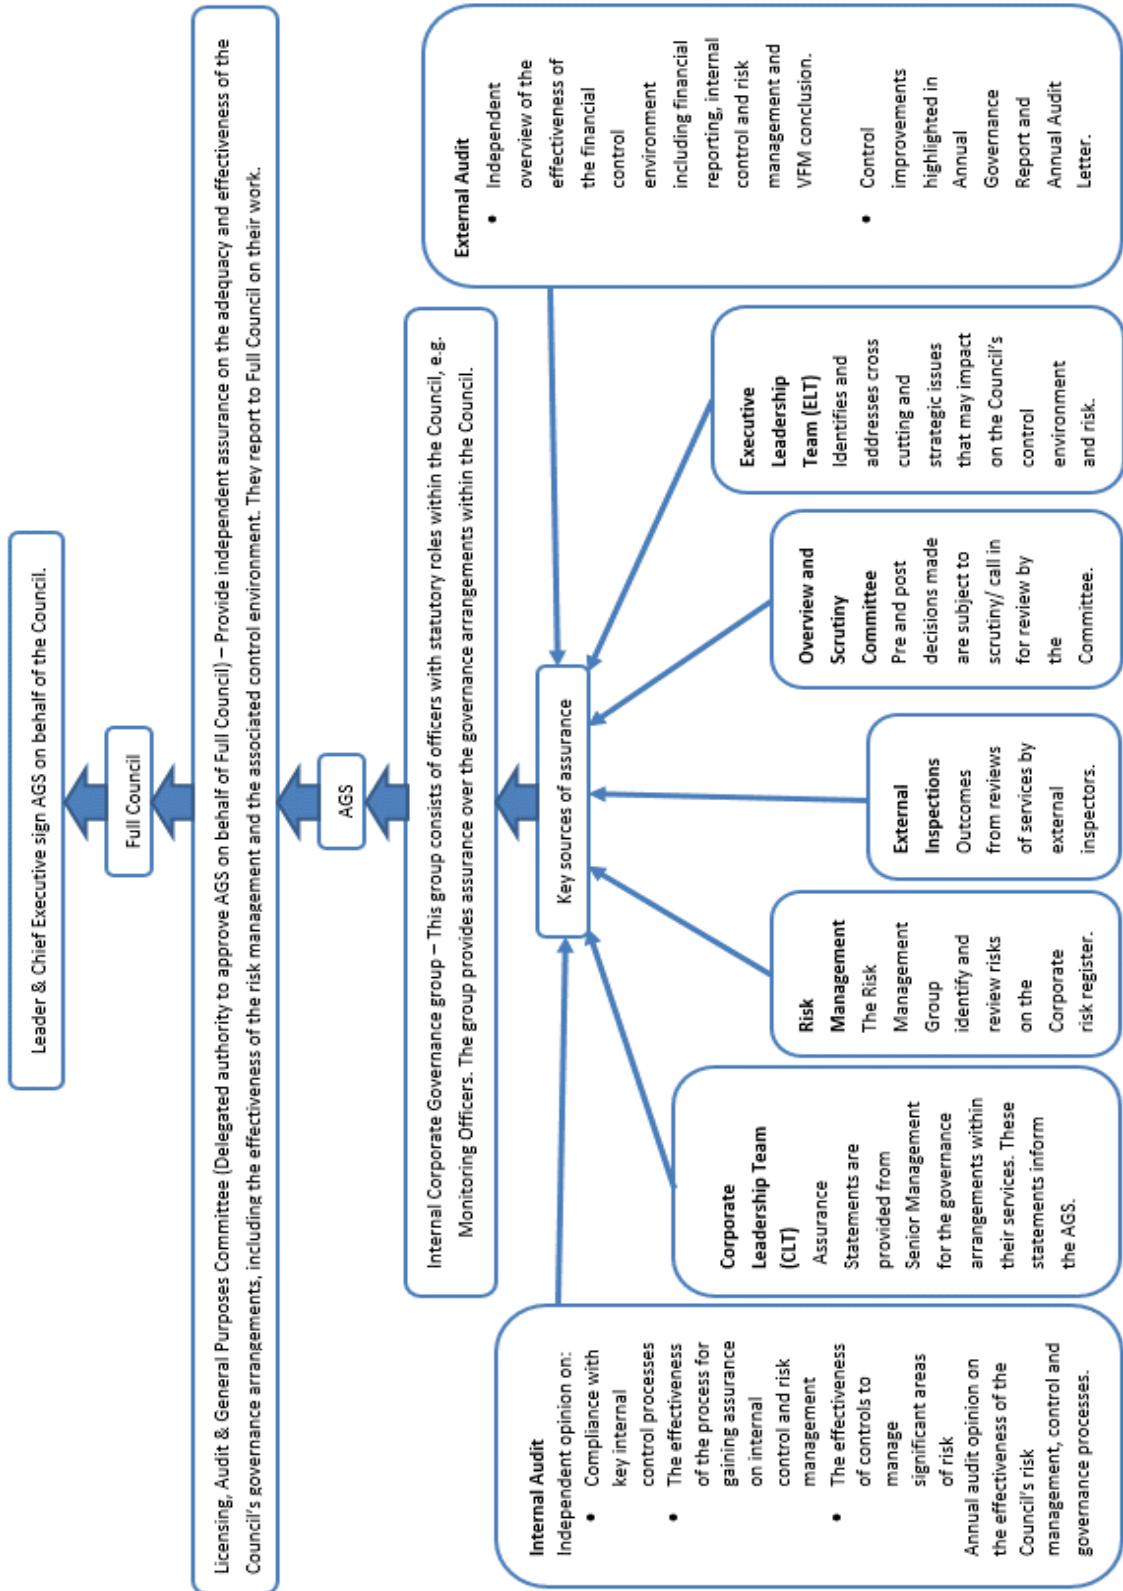 Leader & Chief Executive sign AGS on behalf of the Council.
Full Council
Licensing, Audit & General Purposes Committee (Delegated authority to approve AGS on behalf of Full Council) – Provide independent assurance on the adequacy and effectiveness of the
Council's governance arrangements, including the effectiveness of the risk management and the associated control environment. They report to Full Council on their work.
AGS
Internal Corporate Governance group – This group consists of officers with statutory roles within the Council, e.g.
Monitoring Officers. The group provides assurance over the governance arrangements within the Council.
Key sources of assurance
Internal Audit
Independent opinion on:
• Compliance with
key internal
control processes
• The effectiveness
of the process for
gaining assurance
on internal
control and risk
management
• The effectiveness
of controls to
manage
significant areas
of risk
Annual audit opinion on
the effectiveness of the
Council's risk
management, control and
governance processes.
Corporate
Leadership Team
(CLT)
Assurance
Statements are
provided from
Senior Management
for the governance
arrangements within
their services. These
statements inform
the AGS.
Risk
Management
The Risk
Management
Group
identify and
review risks
on the
Corporate
risk register.
External
Inspections
Outcomes
from reviews
of services by
external
inspectors.
Overview and
Scrutiny
Committee
Pre and post
decisions made
are subject to
scrutiny/ call in
for review by
the
Committee.
Executive
Leadership
Team (ELT)
Identifies and
addresses cross
cutting and
strategic issues
that may impact
on the Council's
control
environment
and risk.
External Audit
• Independent
overview of the
effectiveness of
the financial
control
environment
including financial
reporting, internal
control and risk
management and
VFM conclusion.
• Control
improvements
highlighted in
Annual
Governance
Report and
Annual Audit
Letter.